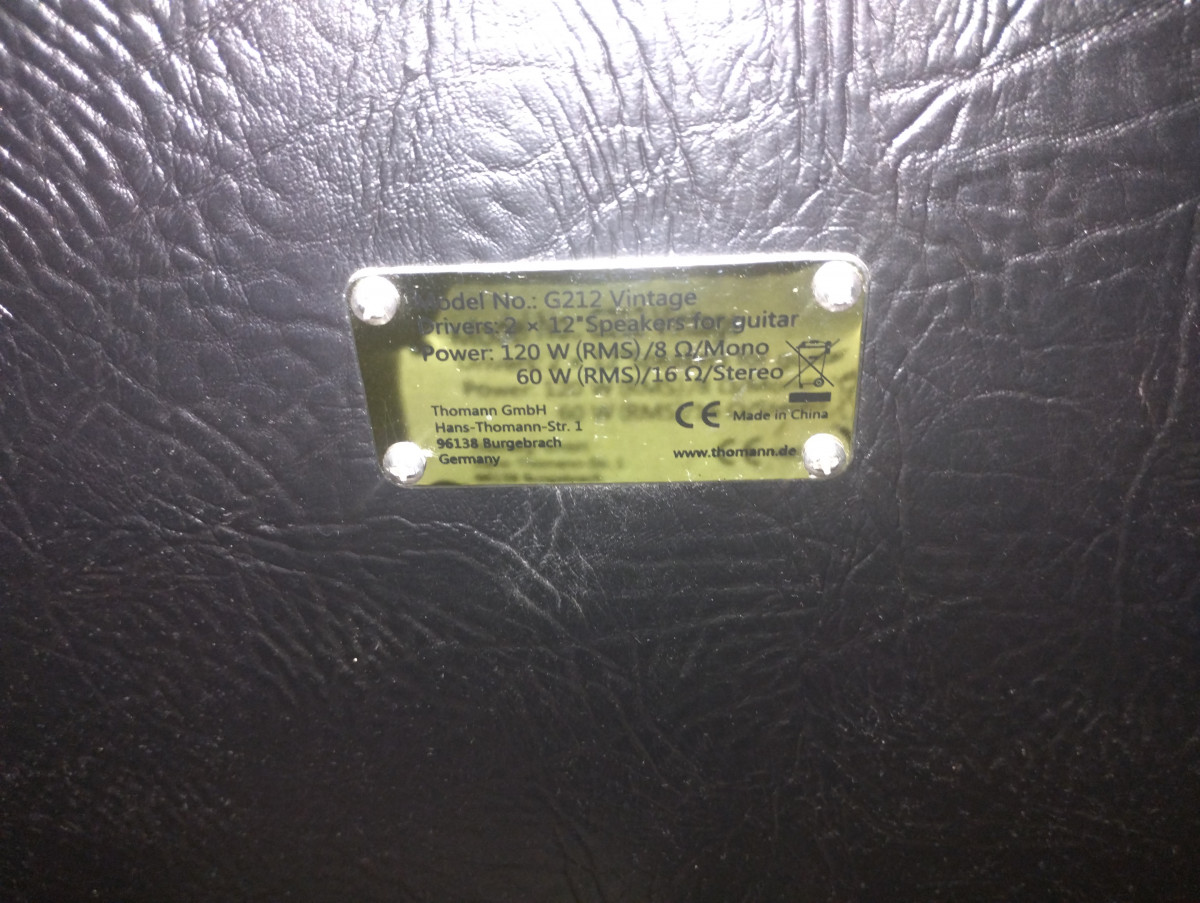 Model No.: G212 Vintage
Drivers: 2 × 12"Speakers for guitar
Power: 120 W (RMS)/8 Ω/Mono
60 W (RMS)/16 Ω/Stereo
Thomann GmbH
Hans-Thomann-Str. 1
96138 Burgebrach
Germany
CE Made in China
www.thomann.de